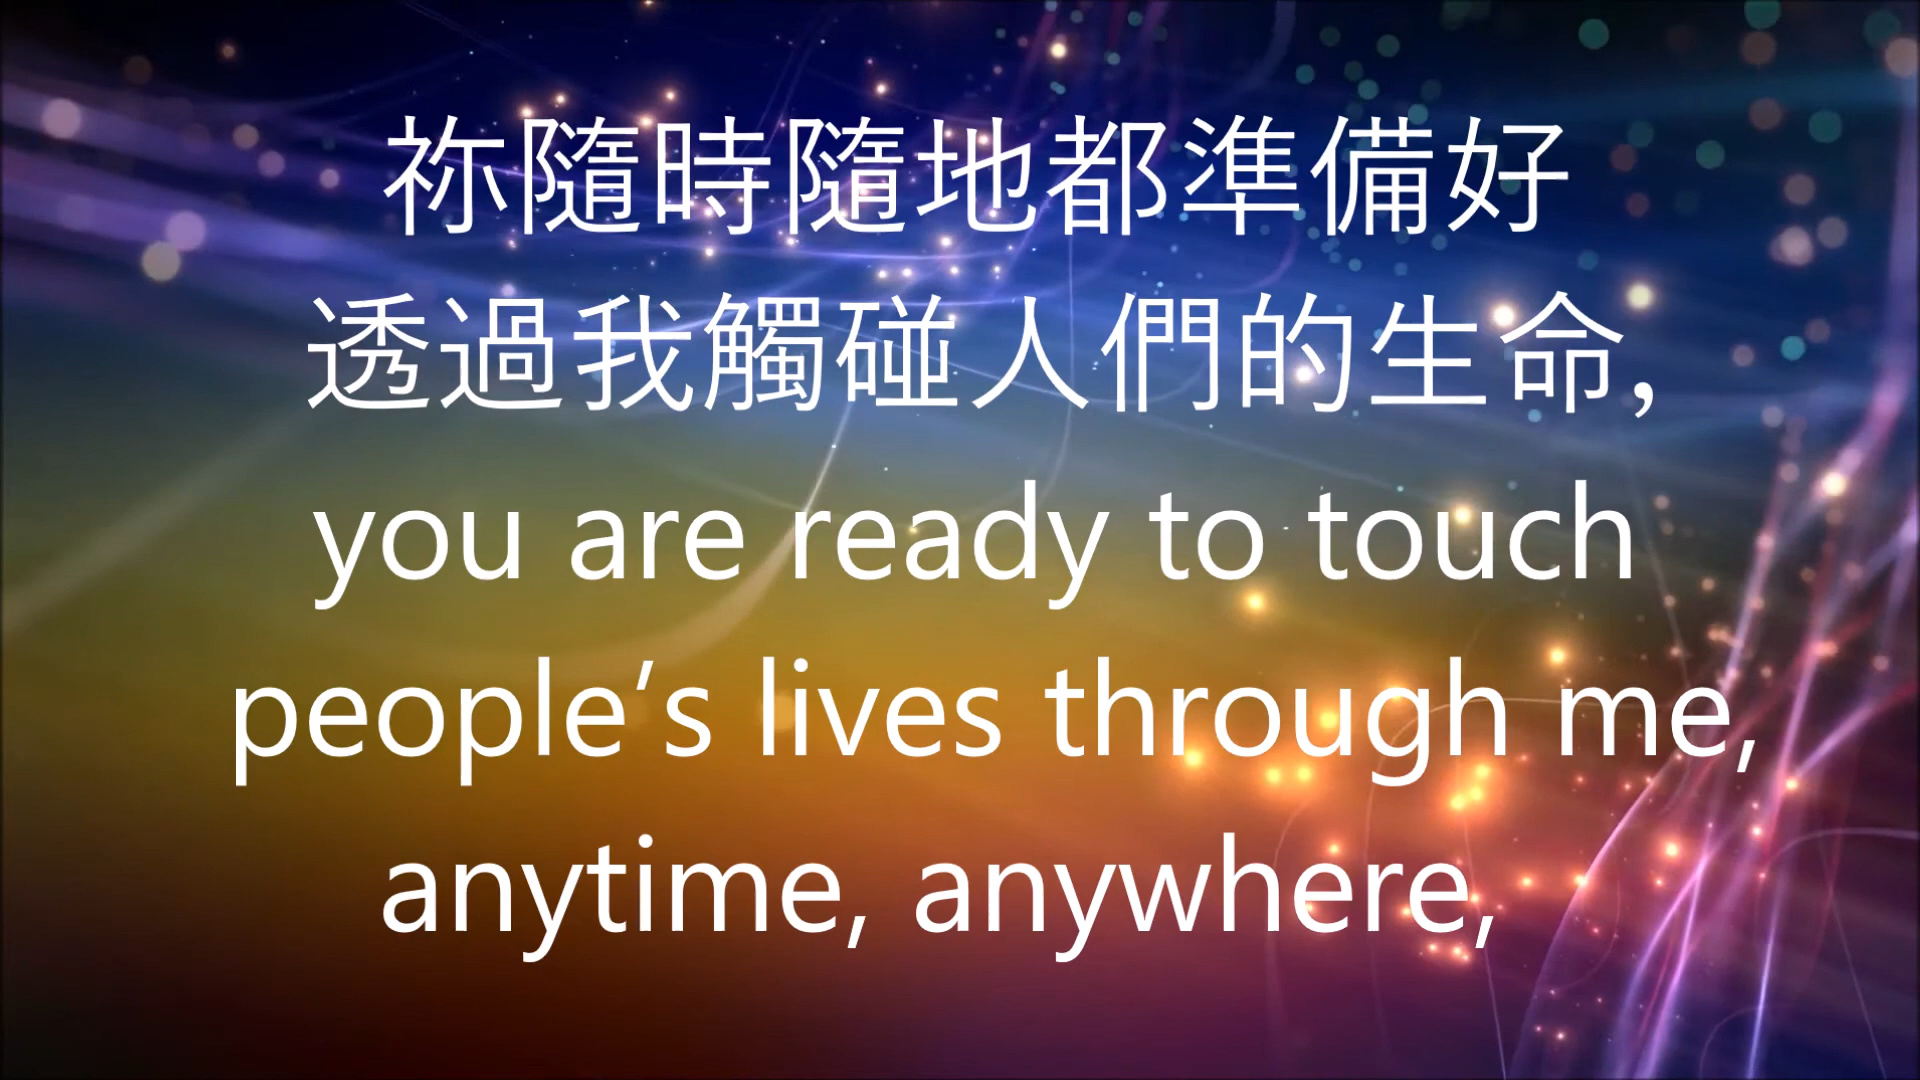 祢隨時隨地都準備好
透過我觸碰人們的生命,
you are ready to touch
people’s lives through me,
anytime, anywhere,